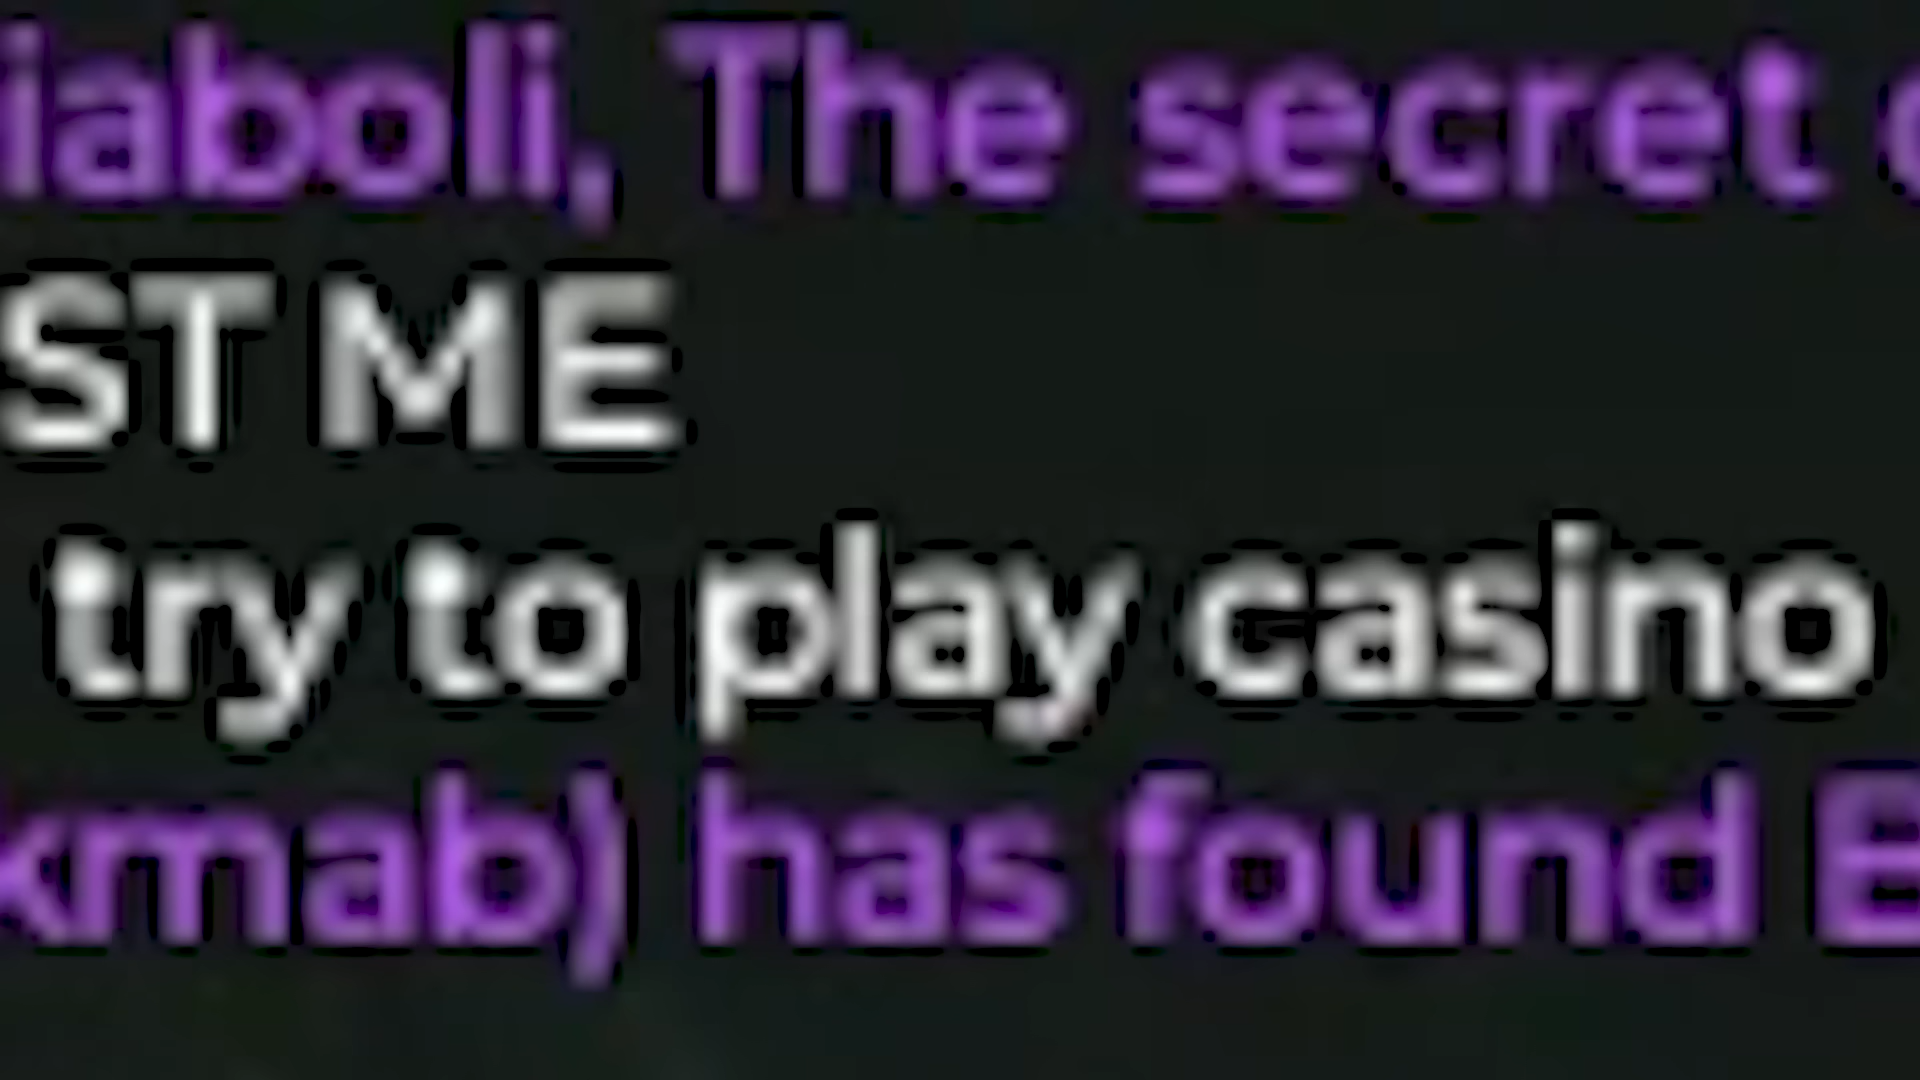 iaboli, The secret
ST ME
try to play casino
xmab) has found